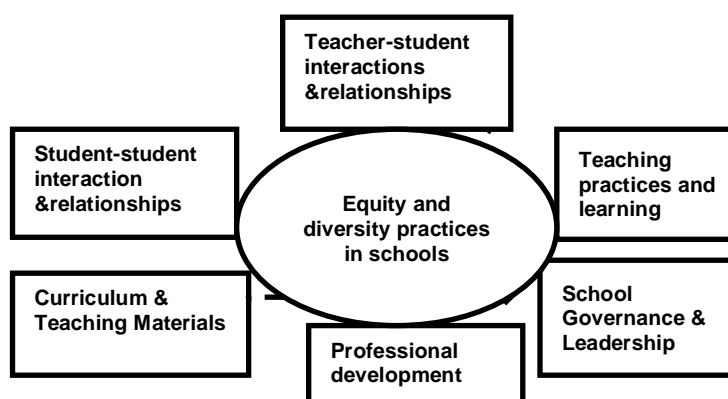 Teacher-student
interactions
&relationships
Student-student
interaction
&relationships
Equity and
diversity practices
in schools
Teaching
practices and
learning
Curriculum &
Teaching Materials
School
Governance &
Leadership
Professional
development